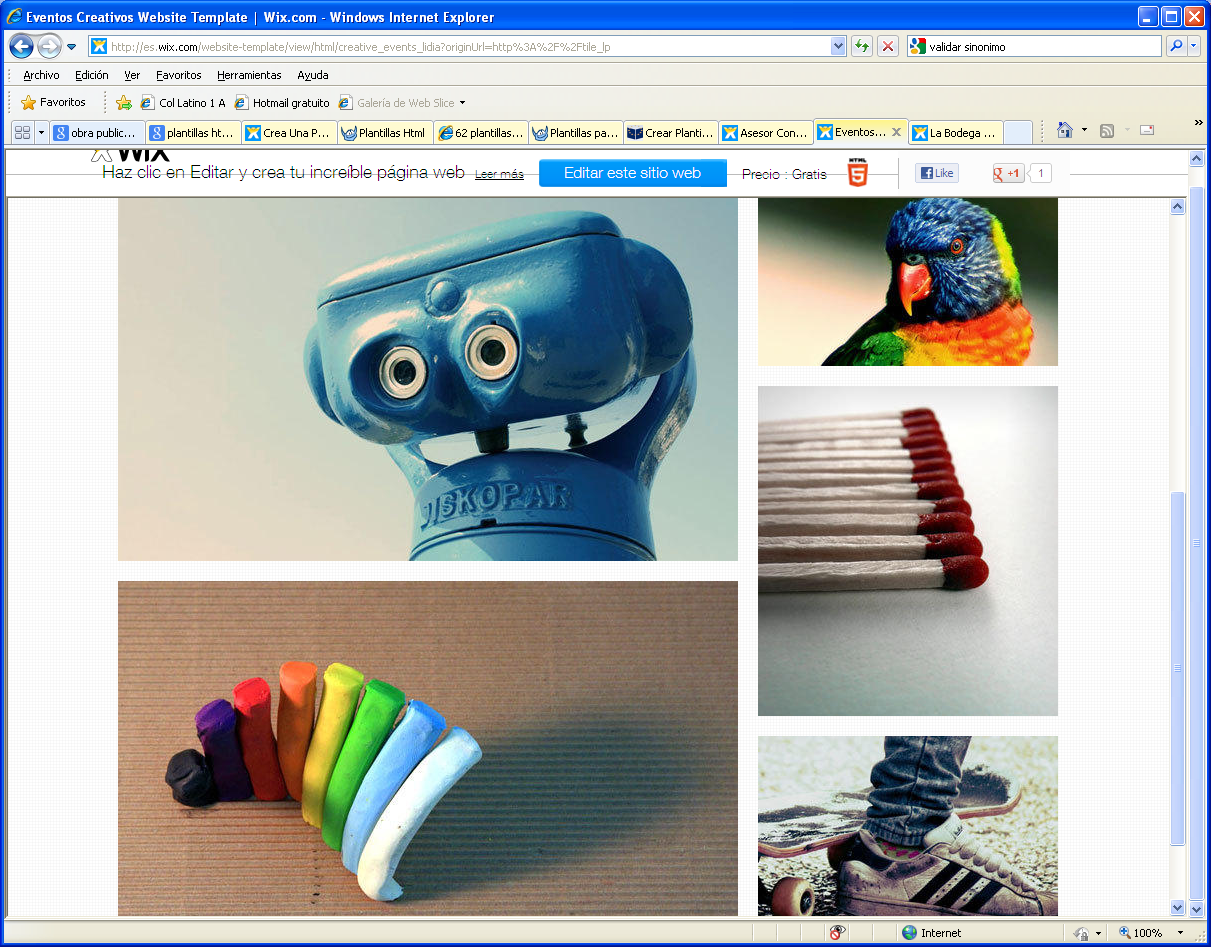 Eventos Creativos Website Template | Wix.com - Windows Internet Explorer
http://es.wix.com/website-template/view/html/creative_events_lidia?originUrl=http%3A%2F%2Ftile_lp
validar sinonimo
Archivo Edición Ver Favoritos Herramientas Ayuda
Favoritos Col Latino 1 A Hotmail gratuito Galería de Web Slice
obra public... plantillas ht... Crea Una P... Plantillas Html 62 plantillas... Plantillas pa... Crear Planti... Asesor Con... Eventos... La Bodega ...
WIX
Haz clic en Editar y crea tu increíble página web Leer más Editar este sitio web Precio : Gratis HTML 5 Like +1 1
DISKOPAR
Internet 100%